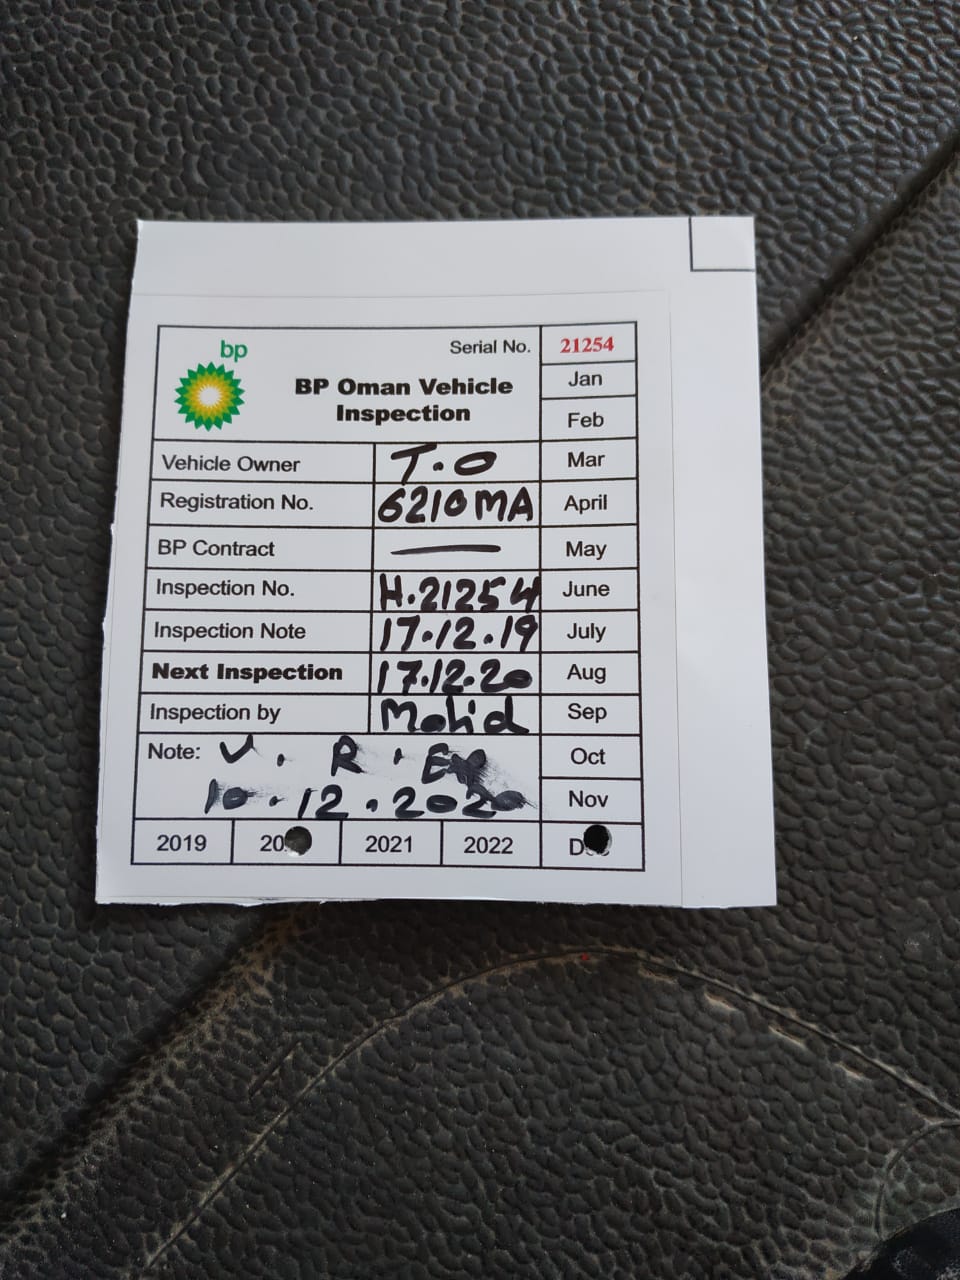 bp
Serial No. 21254
BP Oman Vehicle
Inspection
Jan
Feb
Vehicle Owner T.O Mar
Registration No. 6210MA April
BP Contract — May
Inspection No. H.21254 June
Inspection Note 17.12.19 July
Next Inspection 17.12.20 Aug
Inspection by Mohid Sep
Note: V. R. Exp Oct
10.12.2020 Nov
2019 20 2021 2022 D